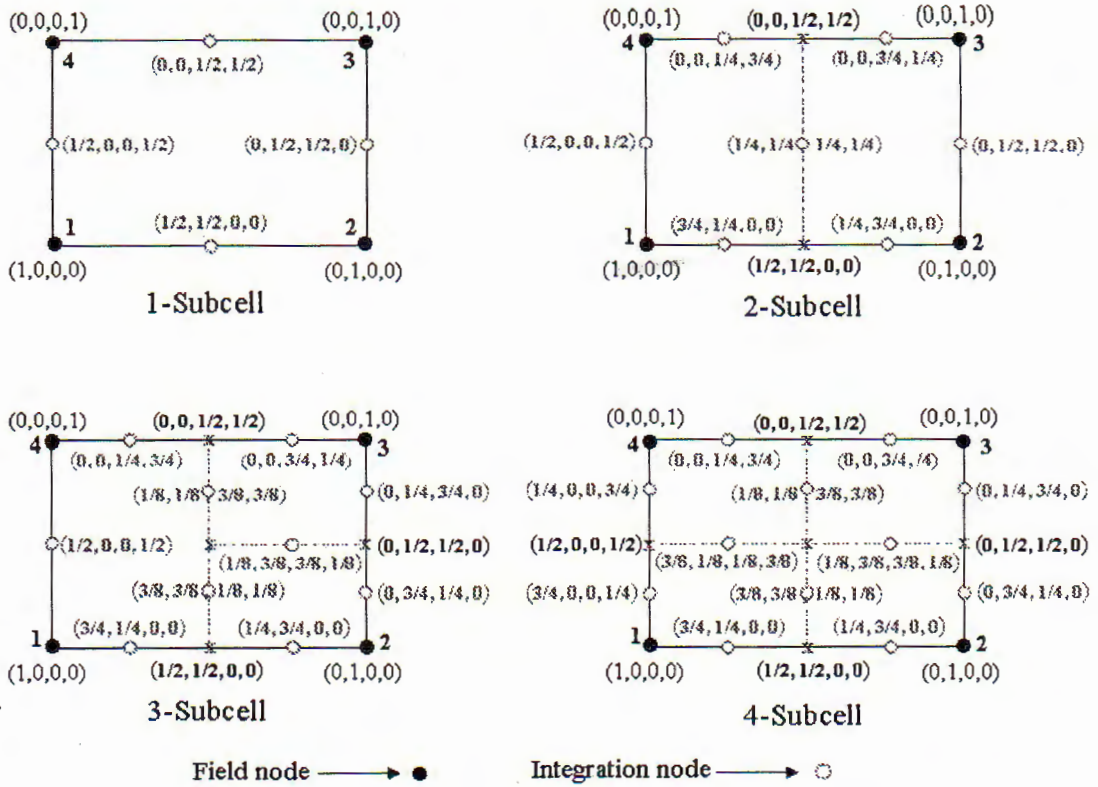 (0,0,0,1) (0,0,1,0)
4 3
(0,0,1/2,1/2)
(1/2,0,0,1/2) (0,1/2,1/2,0)
1 (1/2,1/2,0,0) 2
(1,0,0,0) (0,1,0,0)
1-Subcell
(0,0,0,1) (0,0,1/2,1/2) (0,0,1,0)
4 3
(0,0,1/4,3/4) (0,0,3/4,1/4)
(1/2,0,0,1/2) (1/4,1/4 1/4,1/4) (0,1/2,1/2,0)
(3/4,1/4,0,0) (1/4,3/4,0,0)
1 2
(1,0,0,0) (1/2,1/2,0,0) (0,1,0,0)
2-Subcell
(0,0,0,1) (0,0,1/2,1/2) (0,0,1,0)
4 3
(0,0,1/4,3/4) (0,0,3/4,1/4)
(1/8,1/8 3/8,3/8) (0,1/4,3/4,0)
(1/2,0,0,1/2) (0,1/2,1/2,0)
(1/8,3/8,3/8,1/8)
(3/8,3/8 1/8,1/8) (0,3/4,1/4,0)
1 (3/4,1/4,0,0) (1/4,3/4,0,0) 2
(1,0,0,0) (1/2,1/2,0,0) (0,1,0,0)
3-Subcell
(0,0,0,1) (0,0,1/2,1/2) (0,0,1,0)
4 3
(0,0,1/4,3/4) (0,0,3/4,/4)
(1/4,0,0,3/4) (1/8,1/8 3/8,3/8) (0,1/4,3/4,0)
(1/2,0,0,1/2) (0,1/2,1/2,0)
(3/8,1/8,1/8,3/8) (1/8,3/8,3/8,1/8)
(3/4,0,0,1/4) (3/8,3/8 1/8,1/8) (0,3/4,1/4,0)
1 (3/4,1/4,0,0) (1/4,3/4,0,0) 2
(1,0,0,0) (1/2,1/2,0,0) (0,1,0,0)
4-Subcell
Field node Integration node